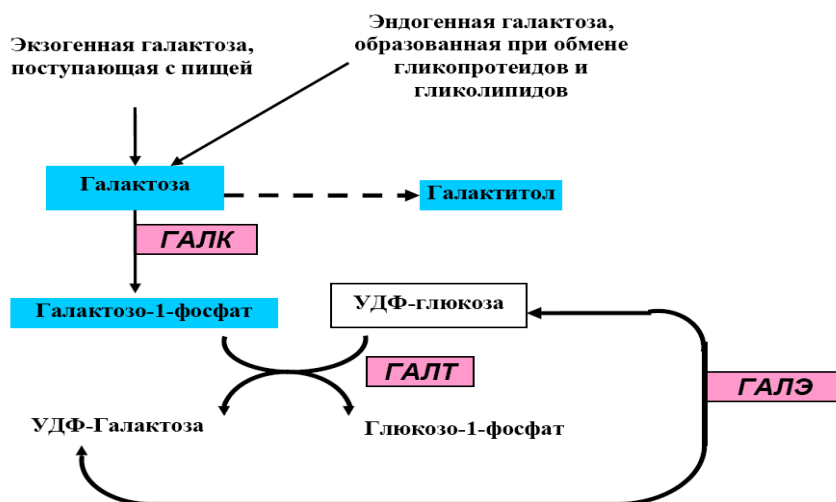 Экзогенная галактоза,
поступающая с пищей
Эндогенная галактоза,
образованная при обмене
гликопротеидов и
гликолипидов
Галактоза
Галактитол
ГАЛК
Галактозо-1-фосфат
УДФ-глюкоза
ГАЛТ
ГАЛЭ
УДФ-Галактоза
Глюкозо-1-фосфат